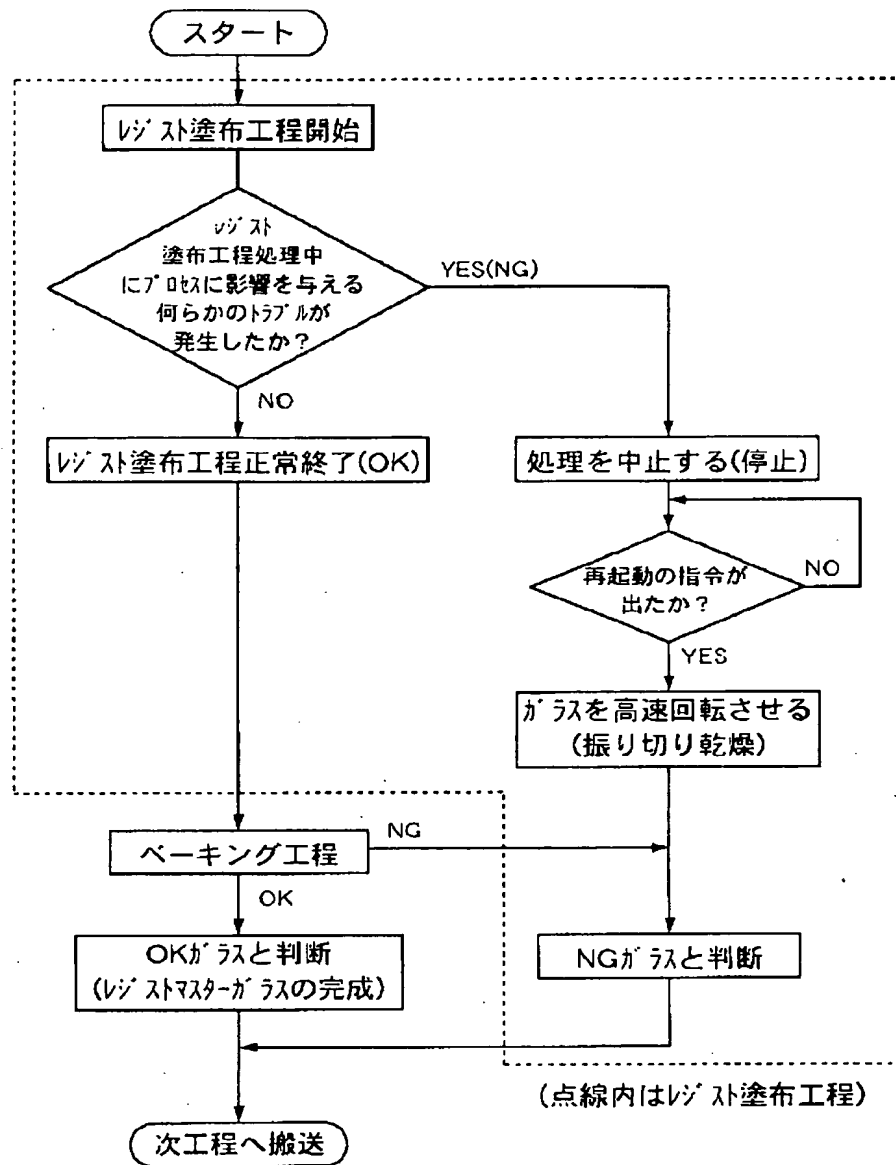 スタート
ﾚｼﾞｽﾄ塗布工程開始
ﾚｼﾞｽﾄ
塗布工程処理中
にﾌﾟﾛｾｽに影響を与える
何らかのﾄﾗﾌﾞﾙが
発生したか？
YES(NG)
NO
ﾚｼﾞｽﾄ塗布工程正常終了(OK)
処理を中止する(停止)
再起動の指令が
出たか？
NO
YES
ｶﾞﾗｽを高速回転させる
(振り切り乾燥)
ベーキング工程
NG
OK
OKｶﾞﾗｽと判断
(ﾚｼﾞｽﾄﾏｽﾀｰｶﾞﾗｽの完成)
NGｶﾞﾗｽと判断
(点線内はﾚｼﾞｽﾄ塗布工程)
次工程へ搬送